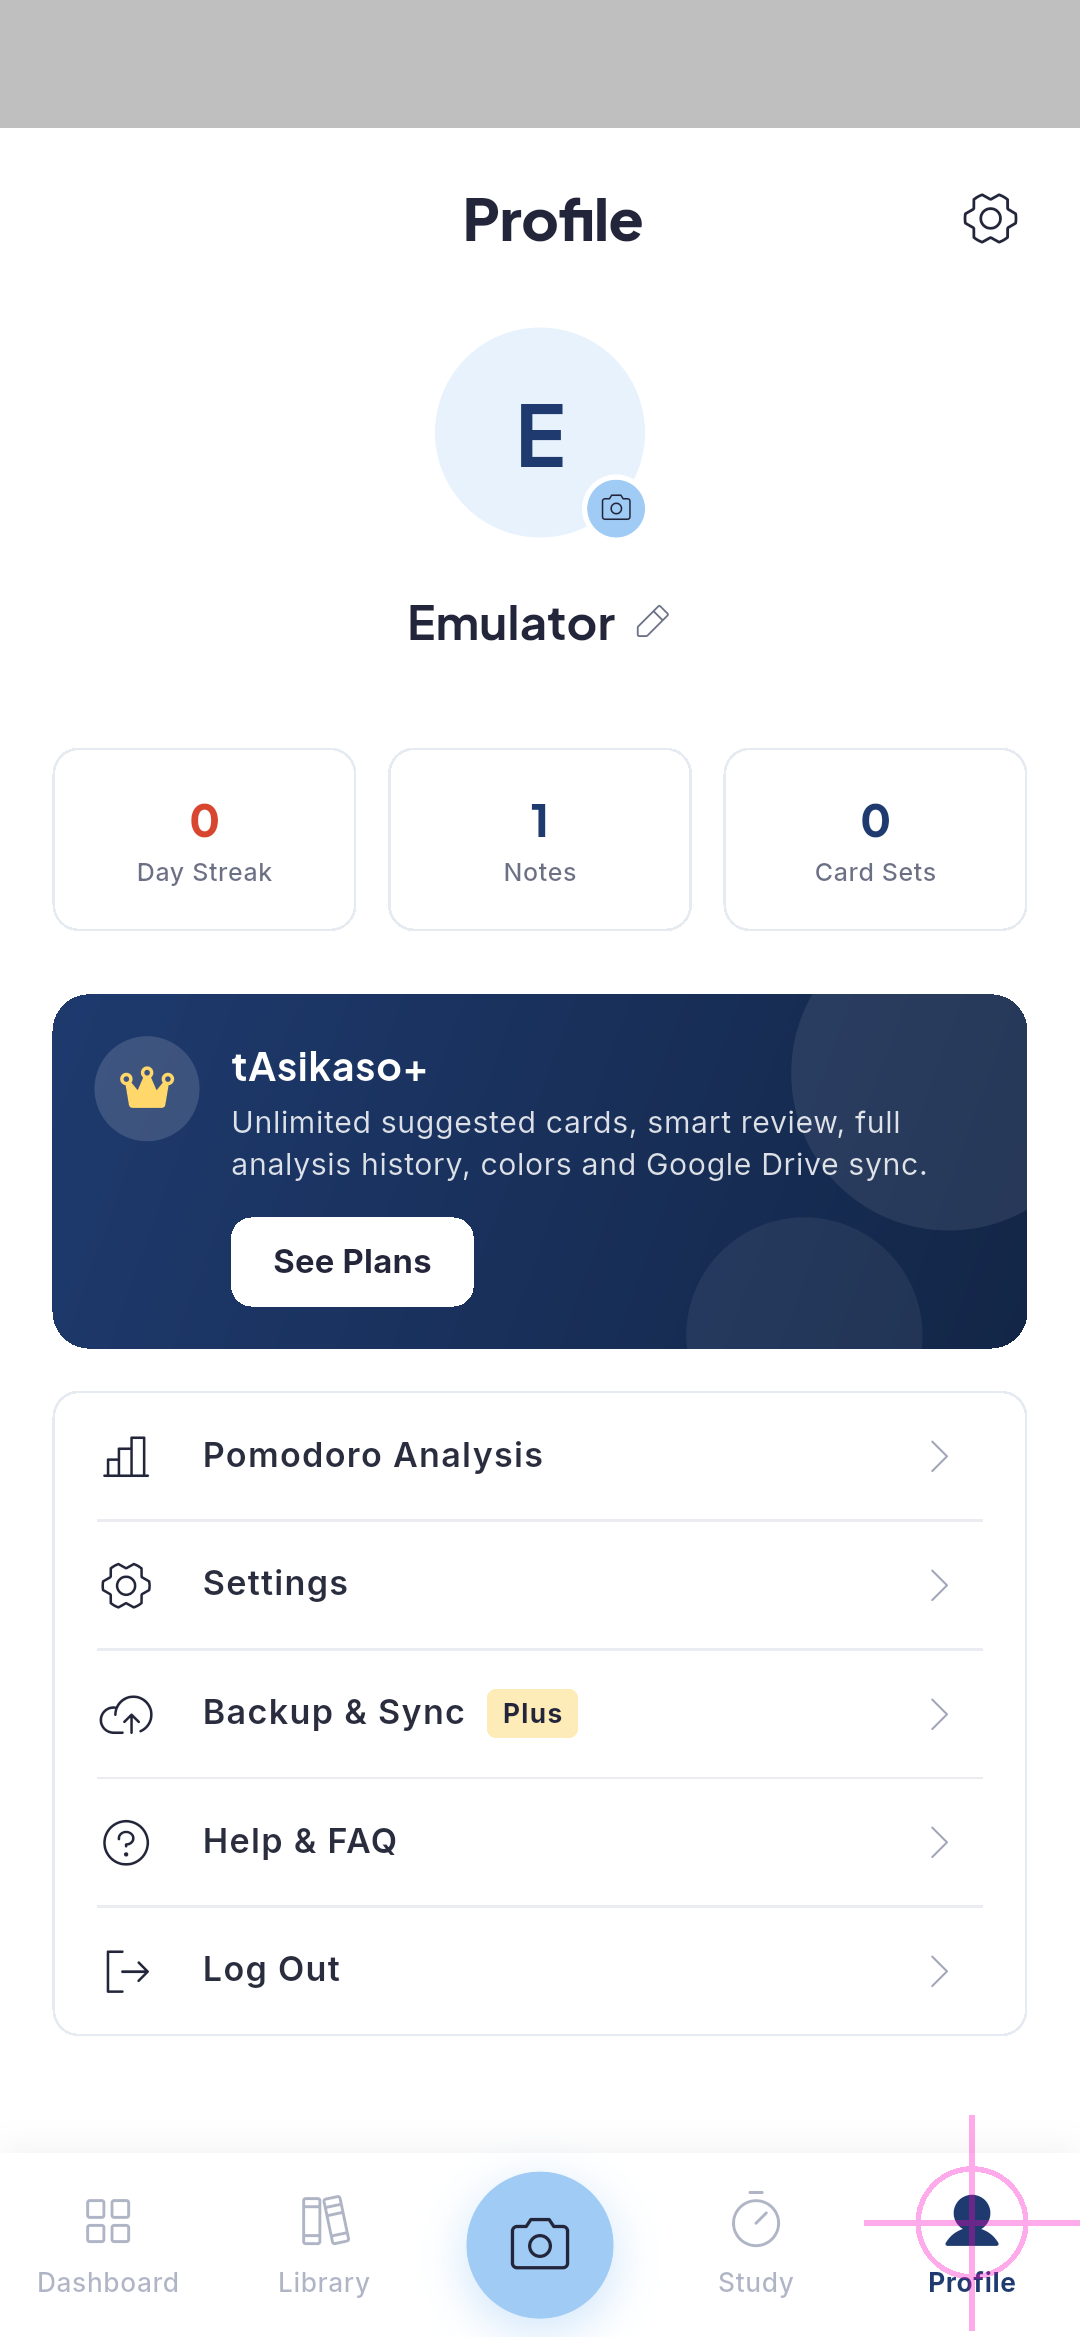 Profile
E
Emulator
0
Day Streak
1
Notes
0
Card Sets
tAsikaso+
Unlimited suggested cards, smart review, full
analysis history, colors and Google Drive sync.
See Plans
Pomodoro Analysis
Settings
Backup & Sync Plus
Help & FAQ
Log Out
Dashboard
Library
Study
Profile